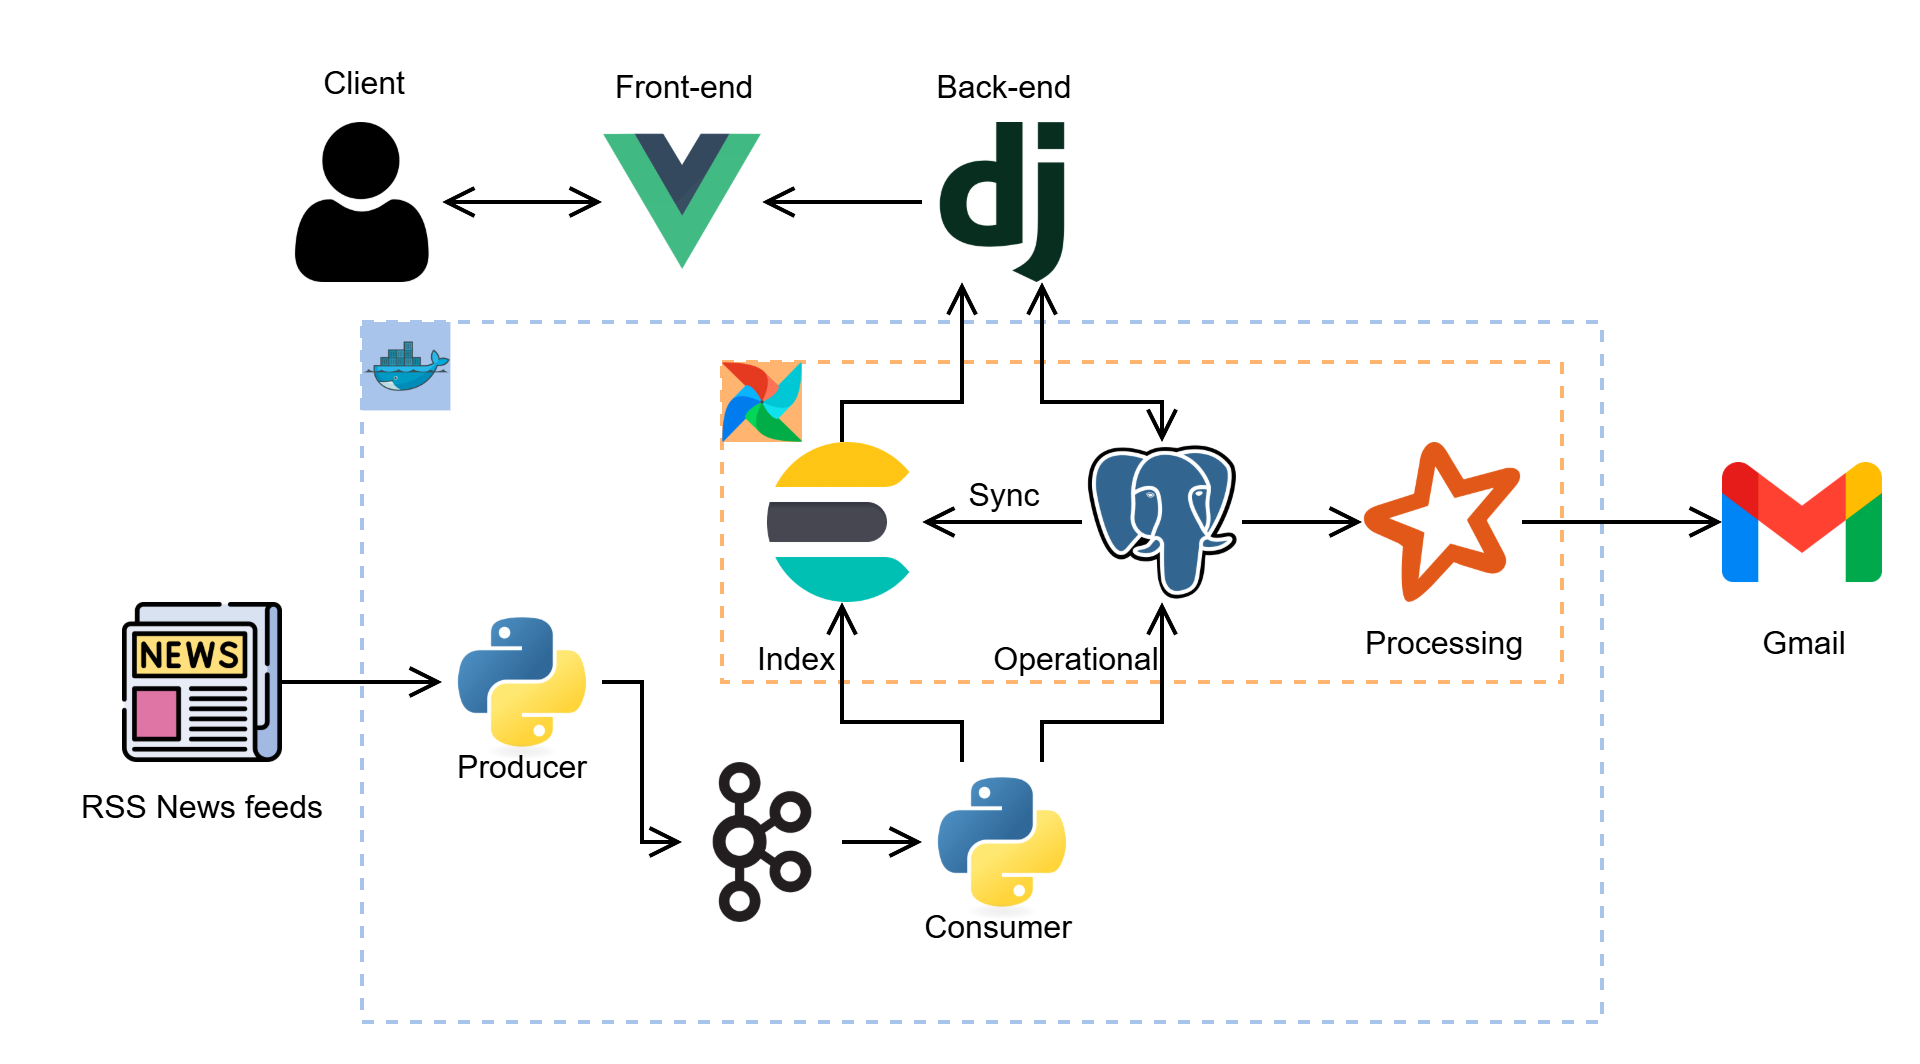 Client
Front-end
Back-end
dj
Sync
NEWS
Index
Operational
Processing
Gmail
Producer
RSS News feeds
Consumer